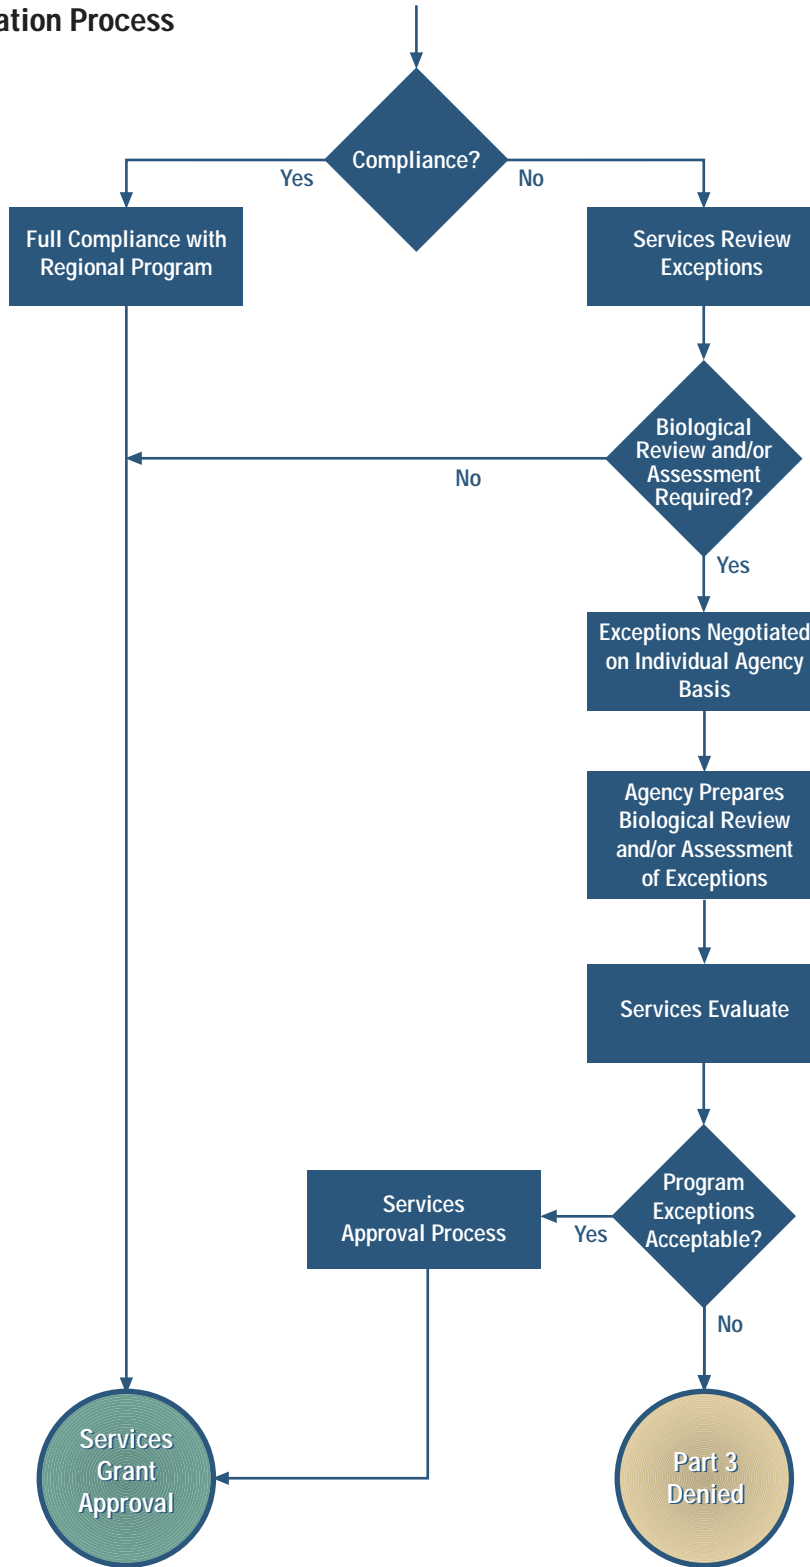 ation Process
Compliance?
Yes
No
Full Compliance with
Regional Program
Services Review
Exceptions
Biological
Review and/or
Assessment
Required?
No
Yes
Exceptions Negotiated
on Individual Agency
Basis
Agency Prepares
Biological Review
and/or Assessment
of Exceptions
Services Evaluate
Program
Exceptions
Acceptable?
Yes
Services
Approval Process
No
Services
Grant
Approval
Part 3
Denied